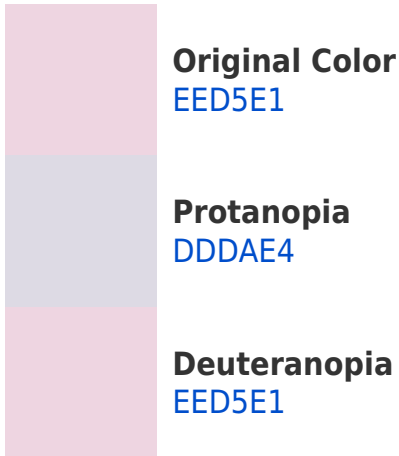 Original Color
EED5E1
Protanopia
DDDAE4
Deuteranopia
EED5E1